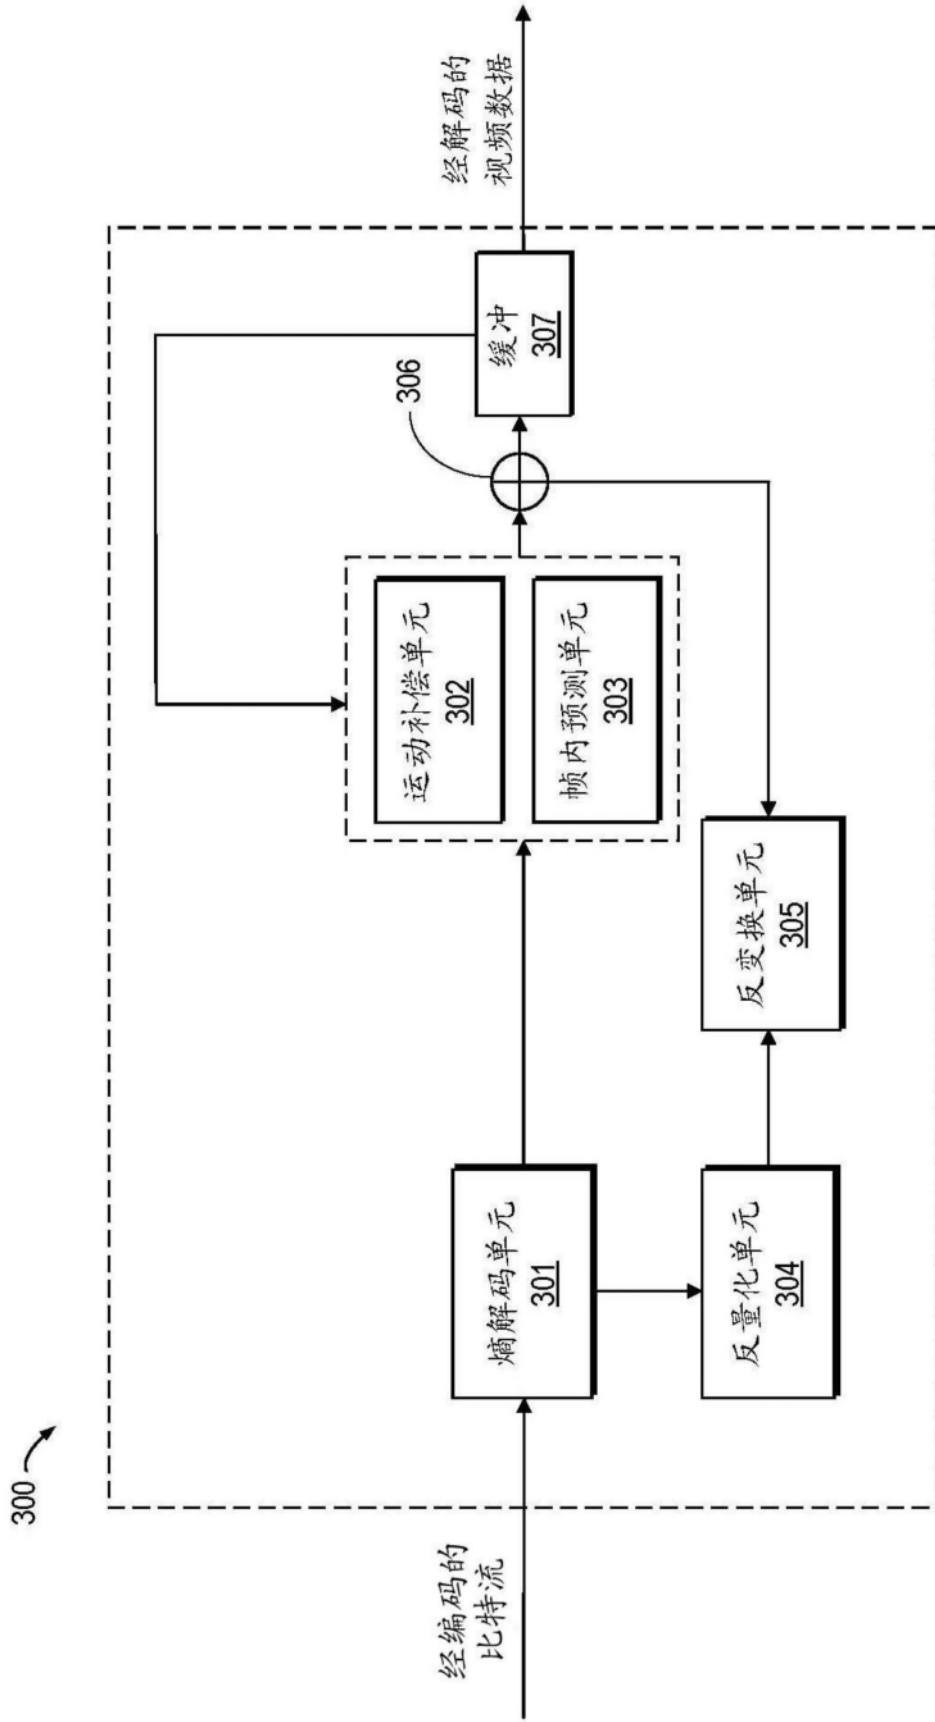 300
经编码的
比特流
熵解码单元
301
反量化单元
304
反变换单元
305
运动补偿单元
302
帧内预测单元
303
306
缓冲
307
经解码的
视频数据